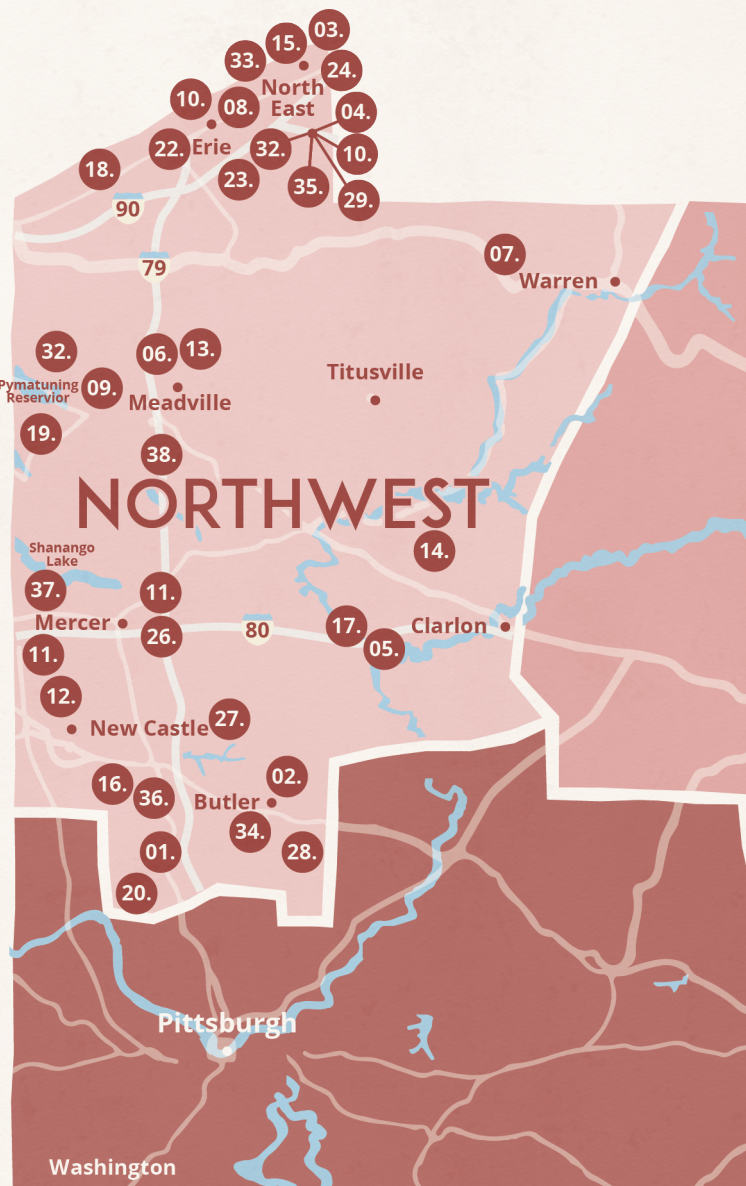 03.
15.
33.
24.
North
East
10.
08.
04.
22.
Erie
32.
10.
18.
23.
35.
29.
90
07.
79
Warren
32.
06.
13.
Pymatuning
Reservior
09.
Titusville
Meadville
19.
38.
NORTHWEST
14.
Shanango
Lake
37.
11.
Mercer
26.
80
17.
Clarlon
05.
11.
12.
New Castle
27.
02.
16.
36.
Butler
34.
28.
01.
20.
Pittsburgh
Washington